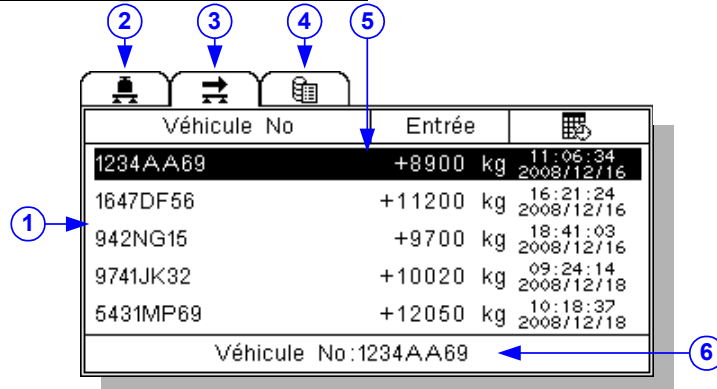 2 3 4 5
Véhicule No Entrée
1234AA69 +8900 kg 11:06:34 2008/12/16
1647DF56 +11200 kg 16:21:24 2008/12/16
1
942NG15 +9700 kg 18:41:03 2008/12/16
9741JK32 +10020 kg 09:24:14 2008/12/18
5431MP69 +12050 kg 10:18:37 2008/12/18
Véhicule No:1234AA69 6